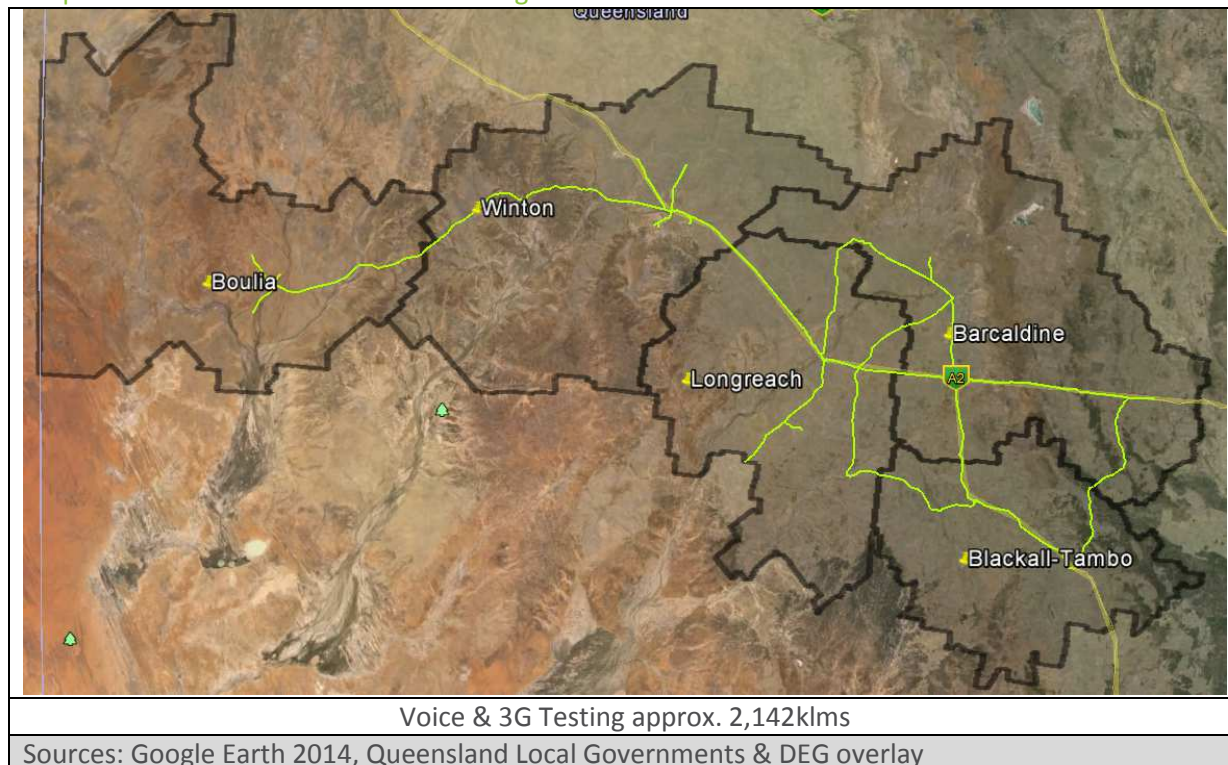 Queensland
Winton
Boulia
Barcaldine
Longreach
A2
Blackall-Tambo
Voice & 3G Testing approx. 2,142klms
Sources: Google Earth 2014, Queensland Local Governments & DEG overlay